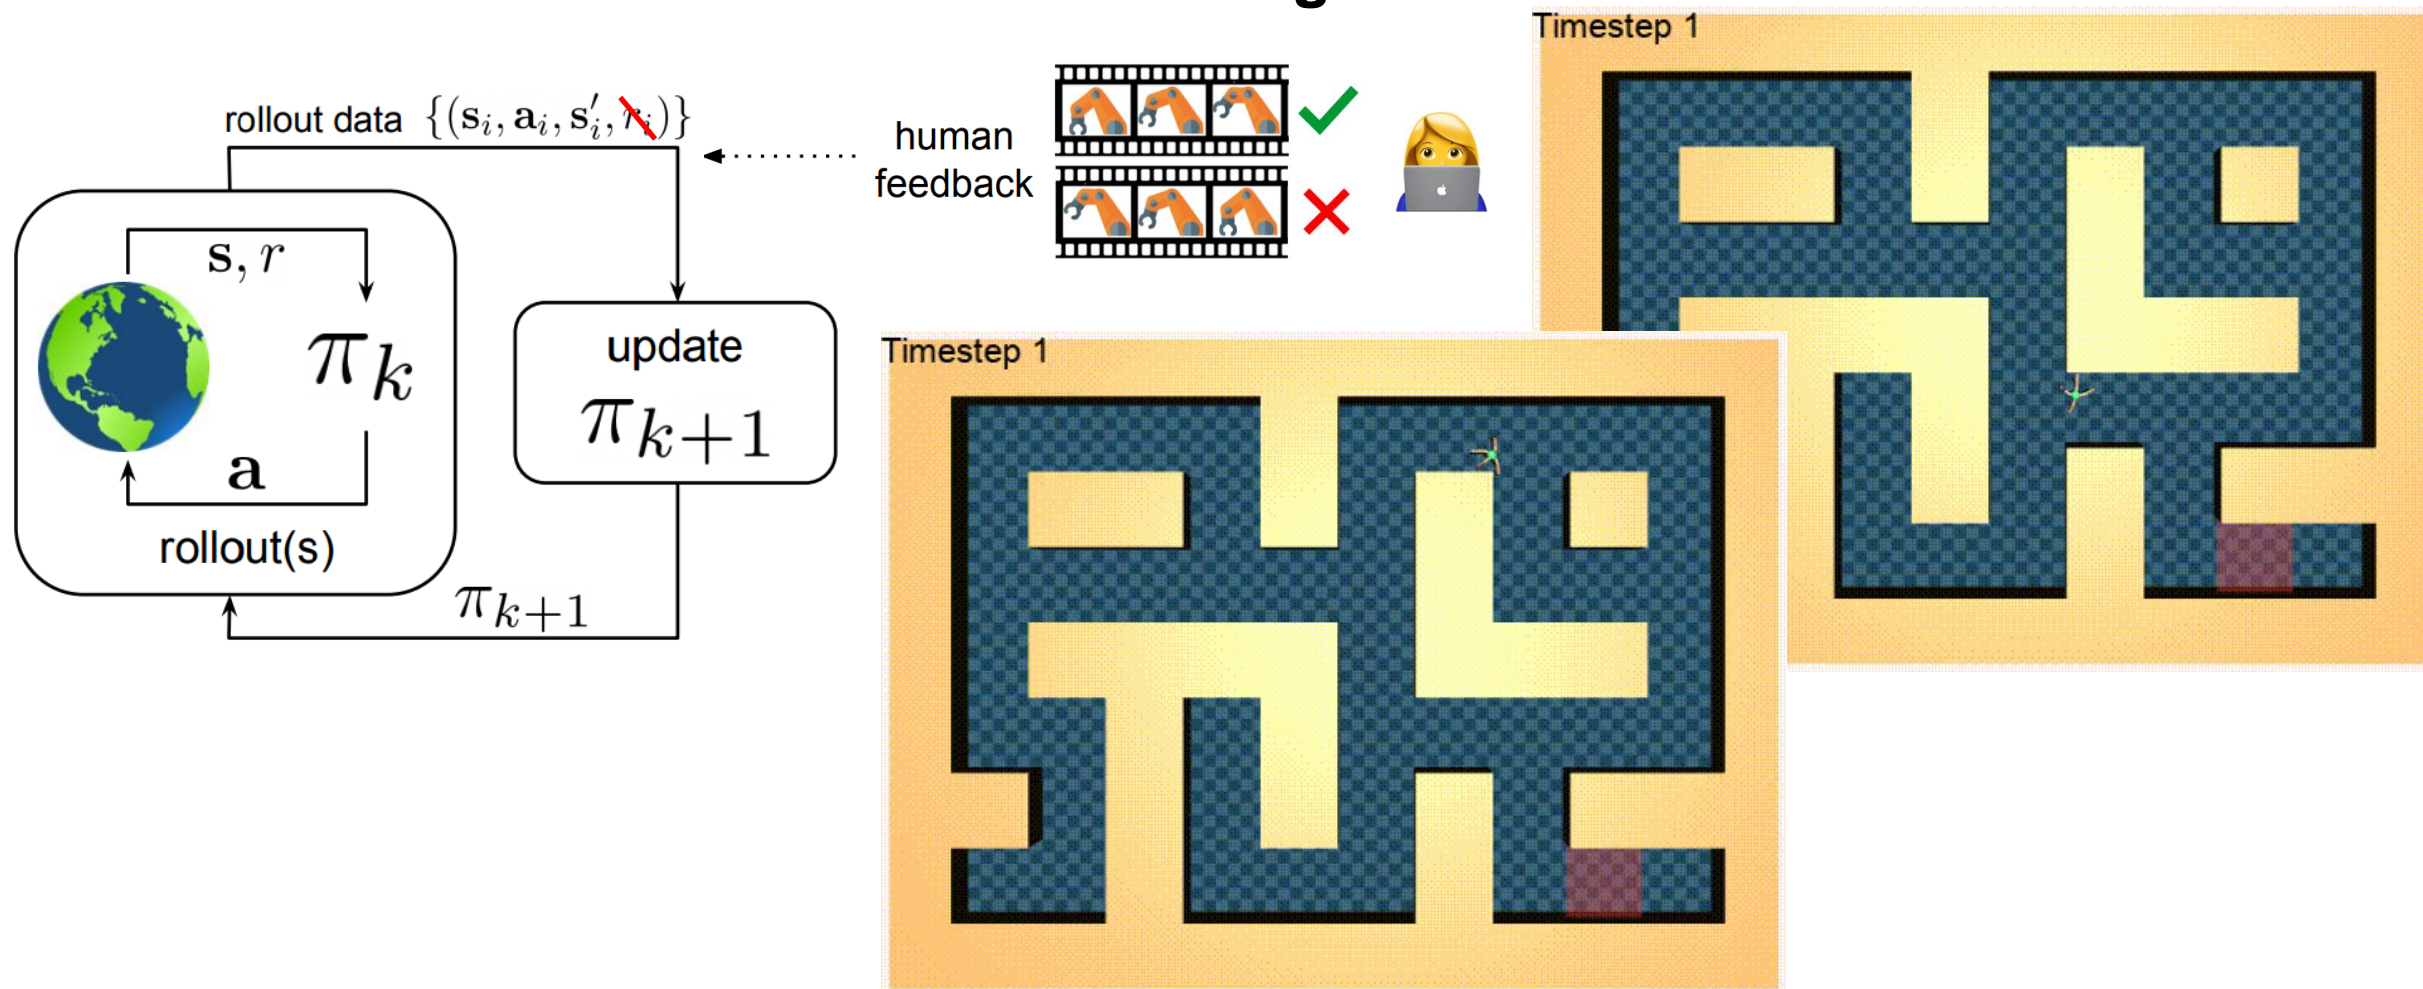 g
rollout data {(s_i, a_i, s'_i, r_i)}
s, r
π_k
a
rollout(s)
update
π_{k+1}
π_{k+1}
human
feedback
Timestep 1
Timestep 1